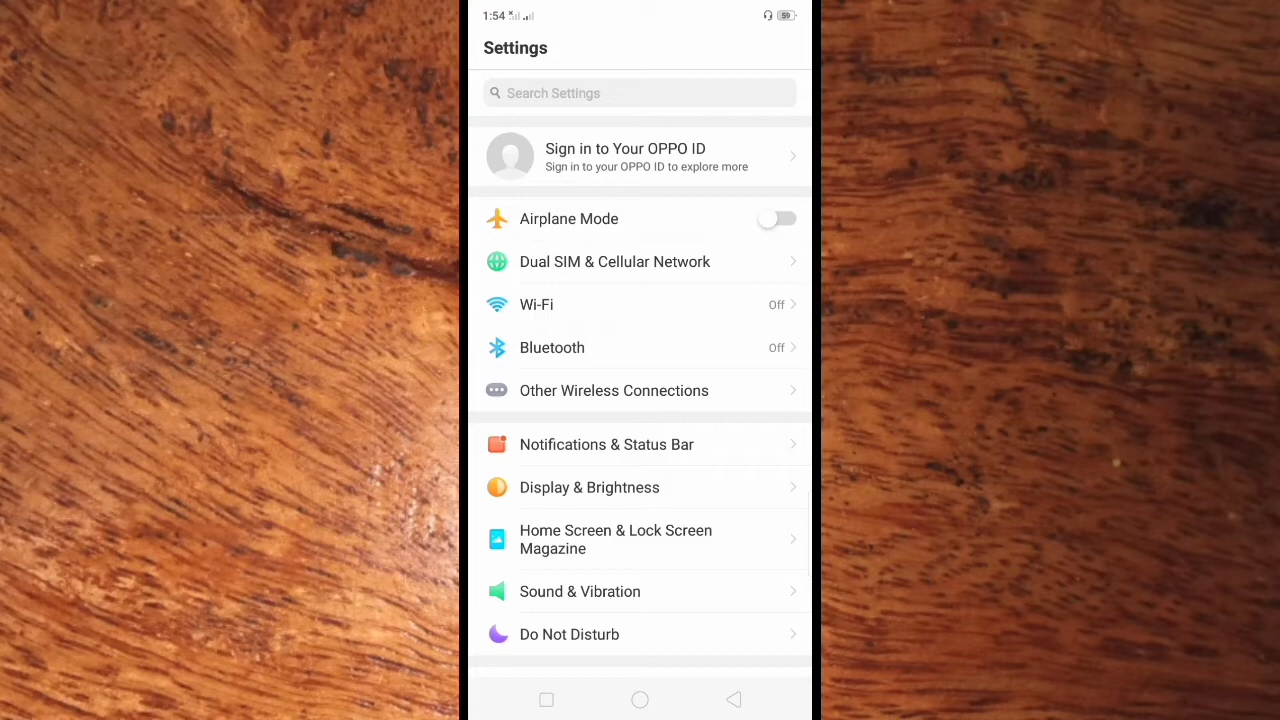 1:54
59
Settings
Search Settings
Sign in to Your OPPO ID
Sign in to your OPPO ID to explore more
Airplane Mode
Dual SIM & Cellular Network
Wi-Fi Off
Bluetooth Off
Other Wireless Connections
Notifications & Status Bar
Display & Brightness
Home Screen & Lock Screen
Magazine
Sound & Vibration
Do Not Disturb